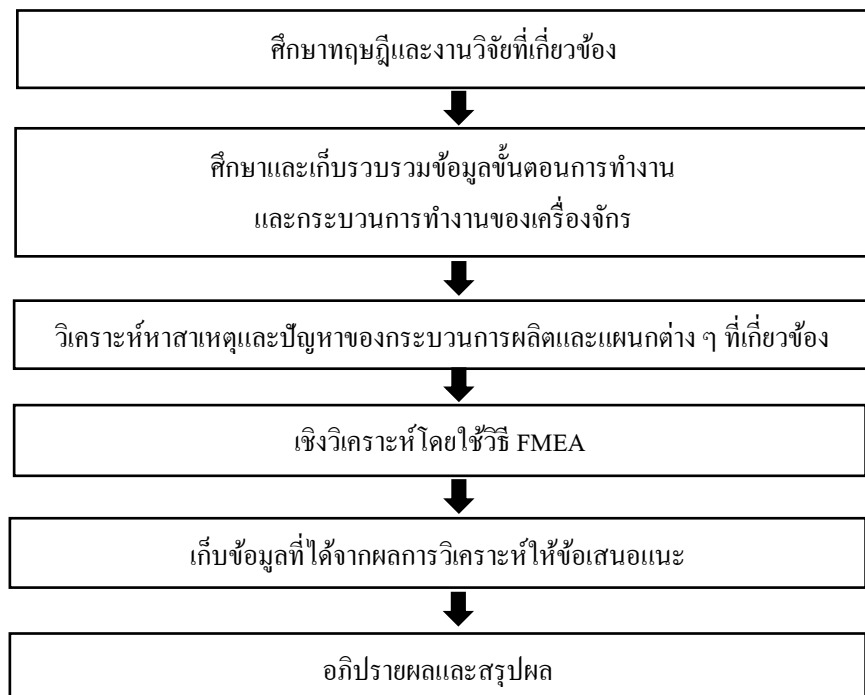 ศึกษาทฤษฎีและงานวิจัยที่เกี่ยวข้อง
ศึกษาและเก็บรวบรวมข้อมูลขั้นตอนการทำงาน
และกระบวนการทำงานของเครื่องจักร
วิเคราะห์หาสาเหตุและปัญหาของกระบวนการผลิตและแผนกต่าง ๆ ที่เกี่ยวข้อง
เชิงวิเคราะห์โดยใช้วิธี FMEA
เก็บข้อมูลที่ได้จากผลการวิเคราะห์ให้ข้อเสนอแนะ
อภิปรายผลและสรุปผล